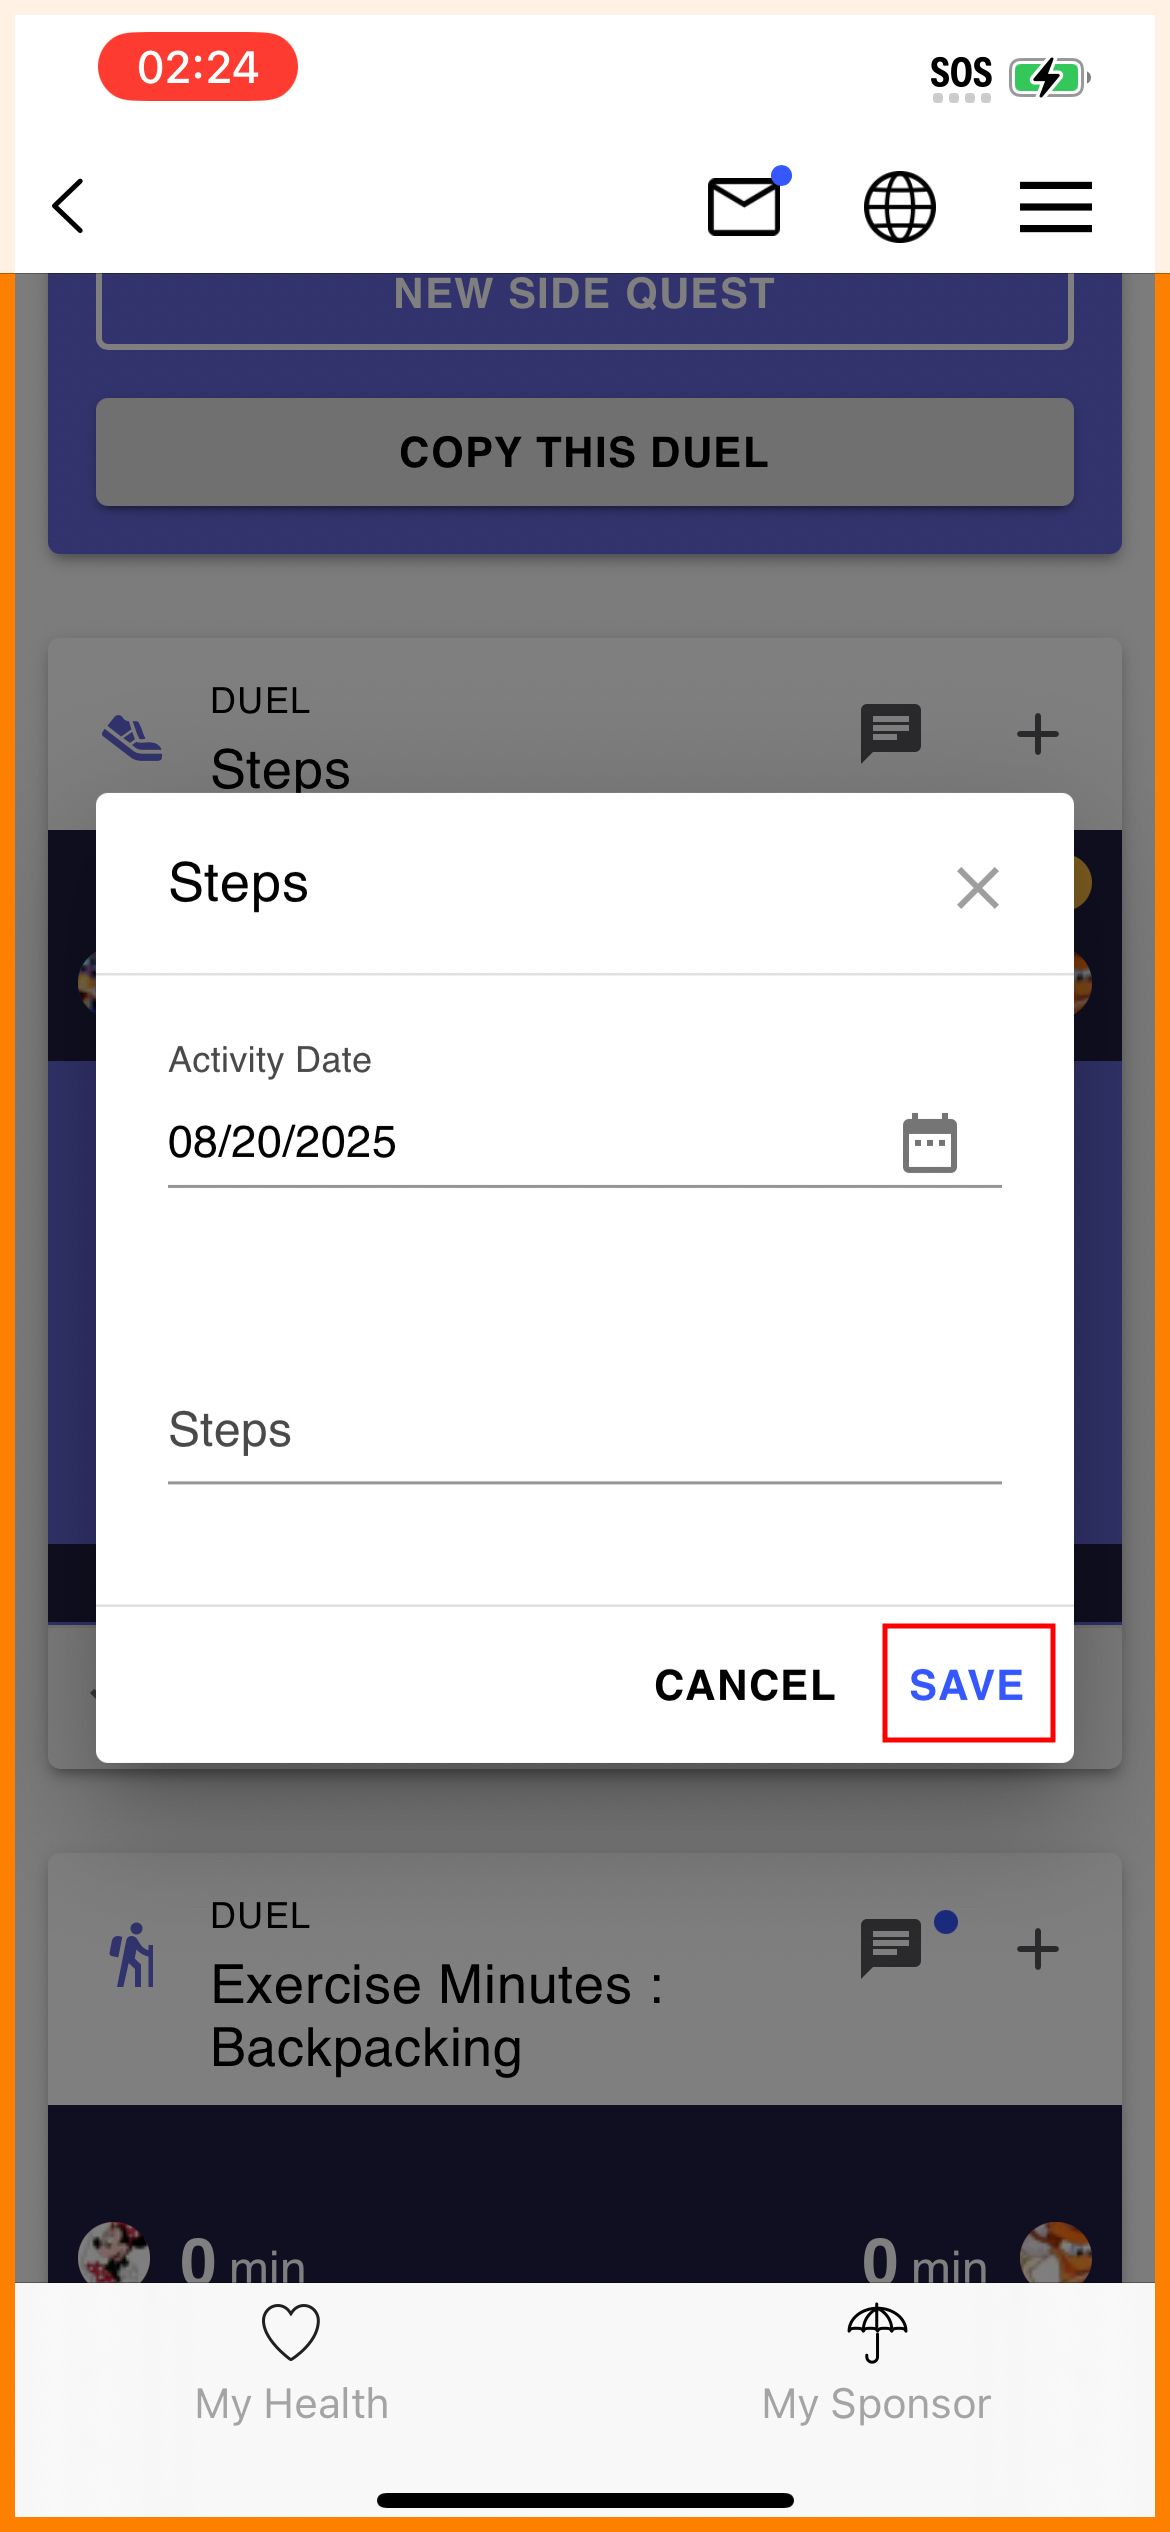 02:24
SOS
NEW SIDE QUEST
COPY THIS DUEL
DUEL
Steps
Steps
Activity Date
08/20/2025
Steps
CANCEL
SAVE
DUEL
Exercise Minutes :
Backpacking
0 min
0 min
My Health
My Sponsor